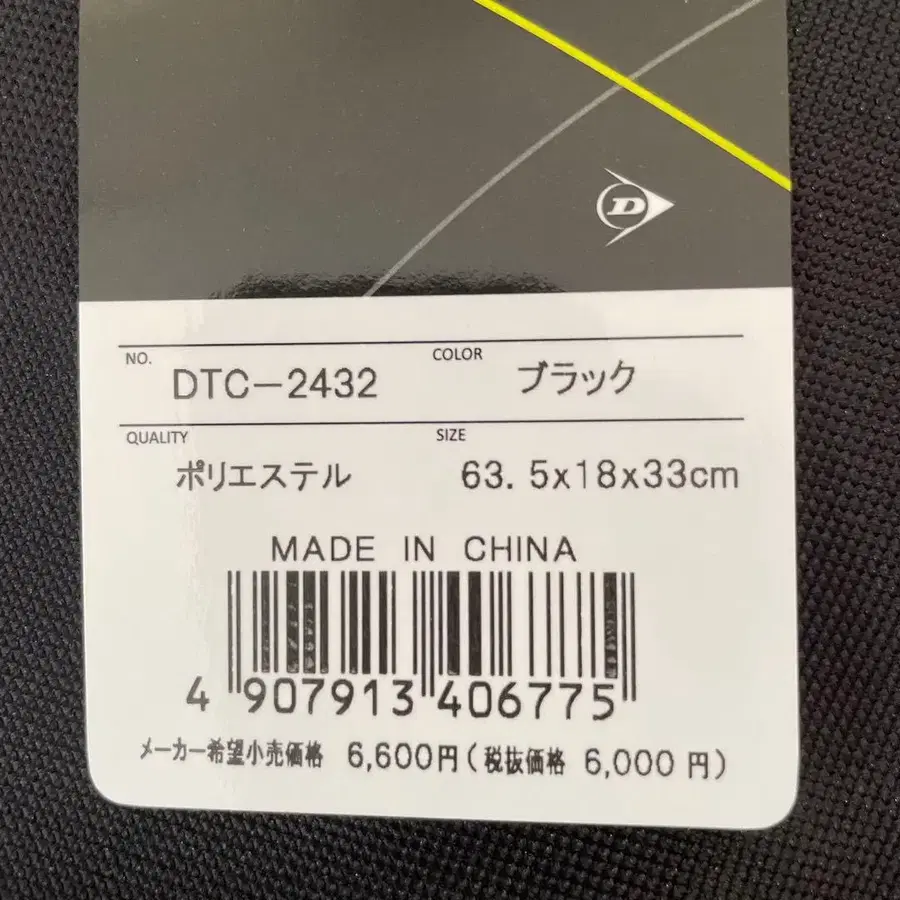 D
NO. DTC-2432 COLOR ブラック
QUALITY ポリエステル SIZE 63.5x18x33cm
MADE IN CHINA
4 907913 406775
メーカー希望小売価格 6,600円(税抜価格 6,000 円)